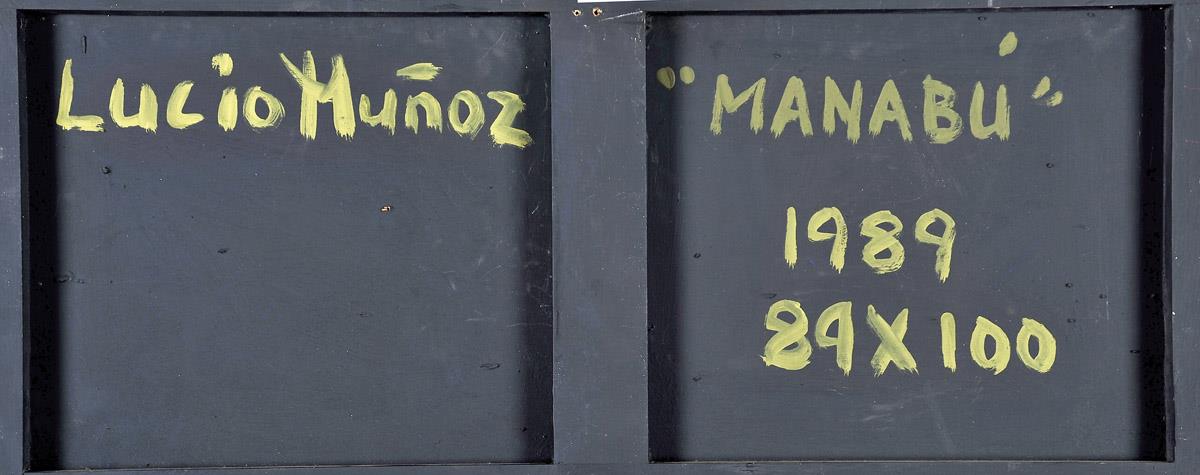 Lucio Muñoz
"MANABÚ"
1989
89X100